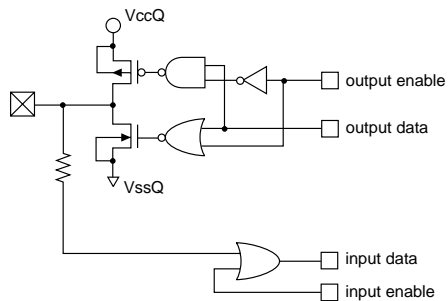 VccQ
output enable
output data
VssQ
input data
input enable